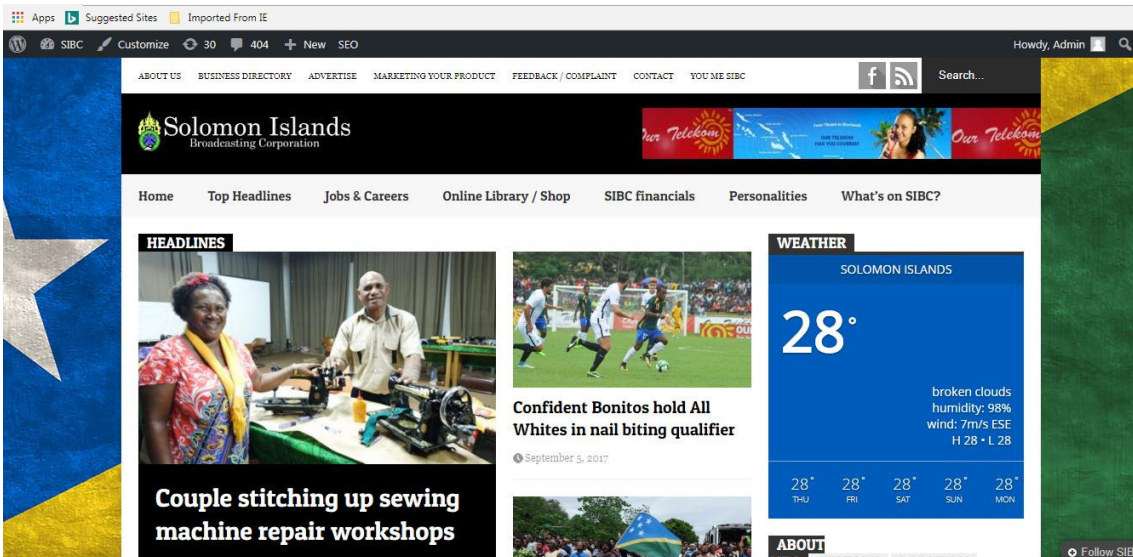 Apps Suggested Sites Imported From IE
SIBC Customize 30 404 New SEO Howdy, Admin
ABOUT US BUSINESS DIRECTORY ADVERTISE MARKETING YOUR PRODUCT FEEDBACK / COMPLAINT CONTACT YOU ME SIBC Search...
Solomon Islands
Broadcasting Corporation
Our Telekom
OUR TELEKOM
HAS YOU COVERED!
Our Telekom
Home Top Headlines Jobs & Careers Online Library / Shop SIBC financials Personalities What's on SIBC?
HEADLINES
Couple stitching up sewing
machine repair workshops
Confident Bonitos hold All
Whites in nail biting qualifier
September 5, 2017
WEATHER
SOLOMON ISLANDS
28°
broken clouds
humidity: 98%
wind: 7m/s ESE
H 28 • L 28
28° 28° 28° 28° 28°
THU FRI SAT SUN MON
ABOUT
Follow SIB